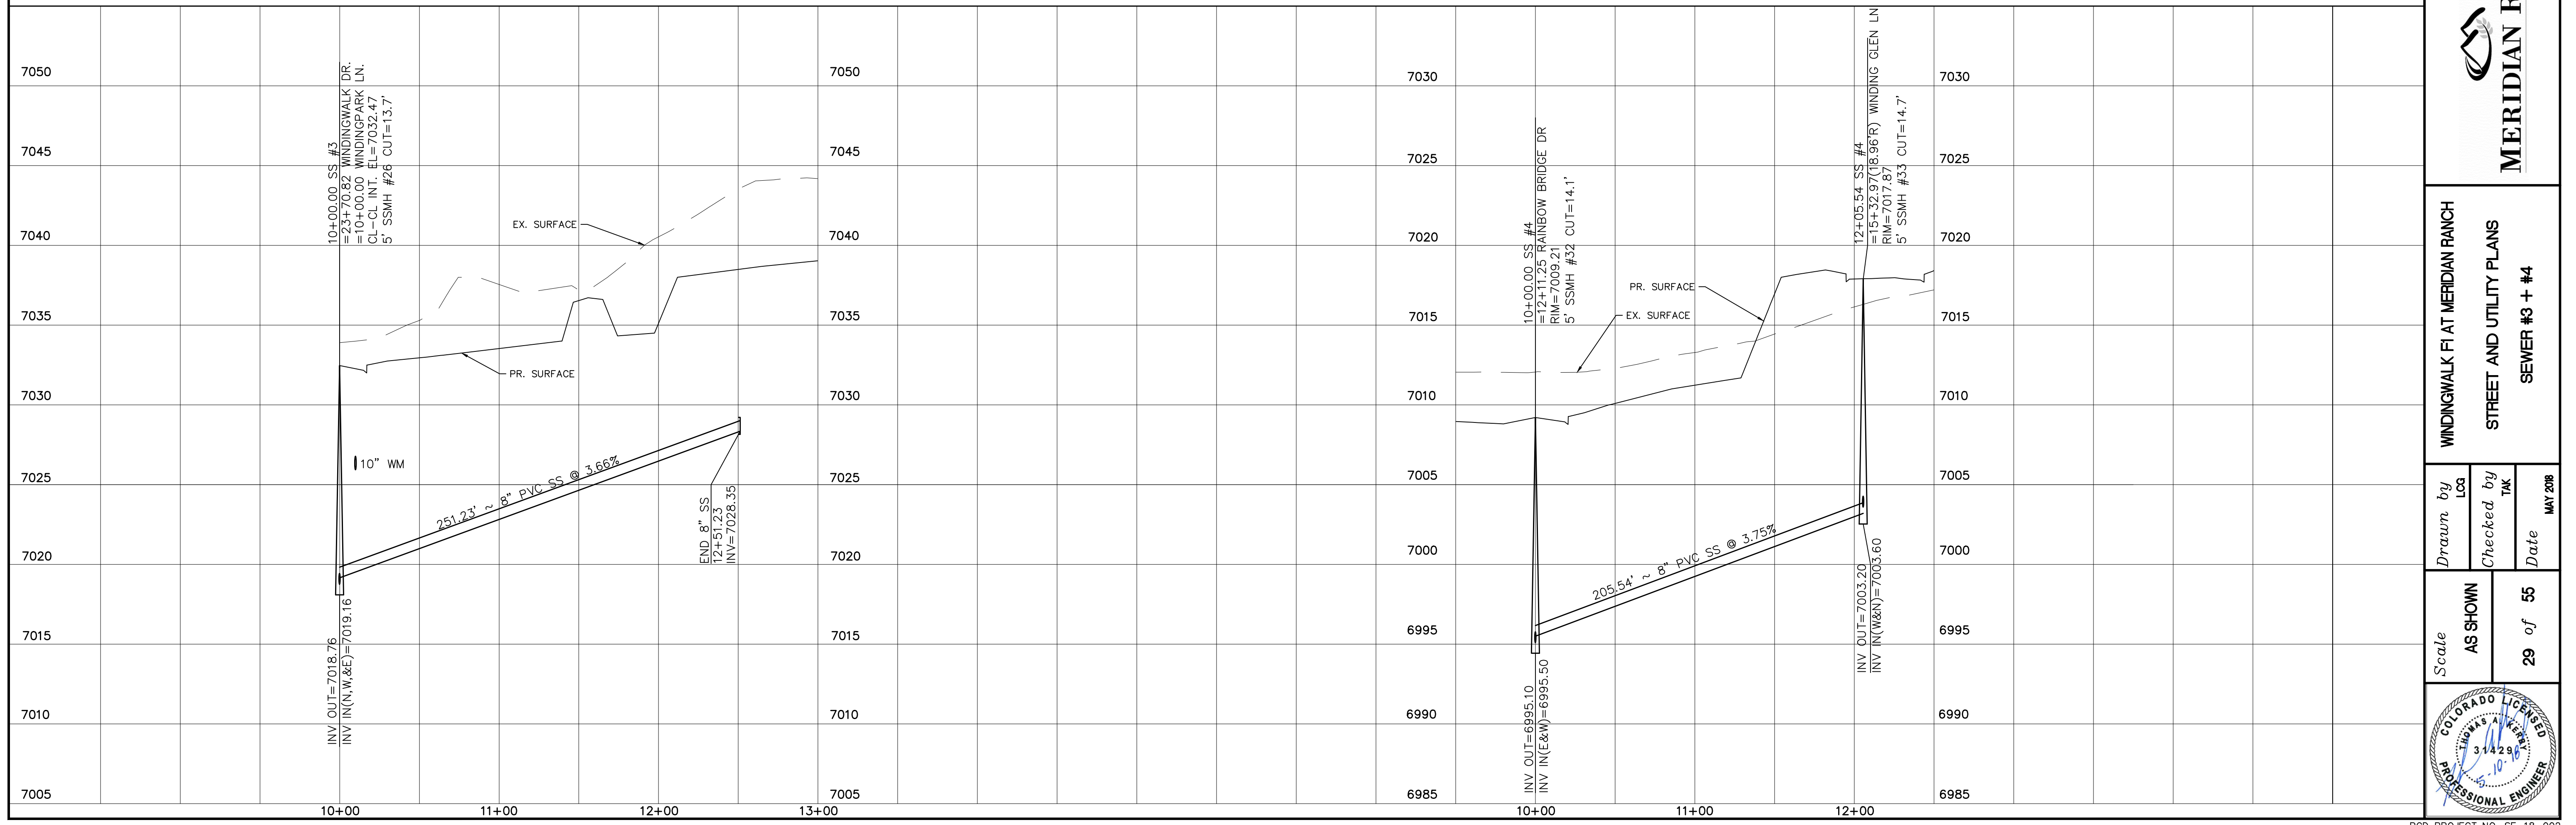 10+00.00 SS #3
=23+70.82 WINDINGWALK DR.
=10+00.00 WINDINGPARK LN.
CL-CL INT. EL=7032.47
5' SSMH #26 CUT=13.7'
7050
7045
7040
7035
7030
7025
7020
7015
7010
7005
7050
7045
7040
7035
7030
7025
7020
7015
7010
7005
EX. SURFACE
PR. SURFACE
10" WM
251.23' ~ 8" PVC SS @ 3.66%
END 8" SS
12+51.23
INV=7028.35
INV OUT=7018.76
INV IN(N,W,&E)=7019.16
10+00
11+00
12+00
13+00
7030
7025
7020
7015
7010
7005
7000
6995
6990
6985
10+00.00 SS #4
=12+11.25 RAINBOW BRIDGE DR
RIM=7009.21
5' SSMH #32 CUT=14.1'
12+05.54 SS #4
=15+32.97(18.96'R) WINDING GLEN LN
RIM=7017.87
5' SSMH #33 CUT=14.7'
PR. SURFACE
EX. SURFACE
205.54' ~ 8" PVC SS @ 3.75%
INV OUT=6995.10
INV IN(E&W)=6995.50
INV OUT=7003.20
INV IN(W&N)=7003.60
7030
7025
7020
7015
7010
7005
7000
6995
6990
6985
10+00
11+00
12+00
MERIDIAN R
WINDINGWALK F1 AT MERIDIAN RANCH
STREET AND UTILITY PLANS
SEWER #3 + #4
Drawn by
LCG
Checked by
TAK
Date
MAY 2018
Scale
AS SHOWN
29 of 55
COLORADO LICENSED
THOMAS A. KERBY
31429
5-10-18
PROFESSIONAL ENGINEER